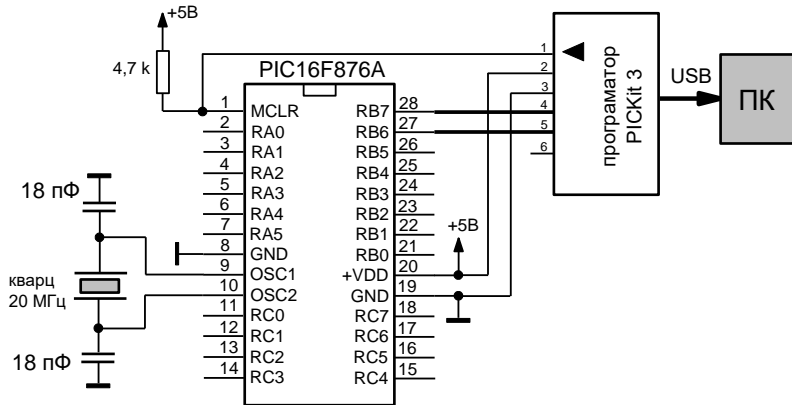 +5В
4,7 k
PIC16F876A
1 MCLR RB7 28
2 RA0 RB6 27
3 RA1 RB5 26
4 RA2 RB4 25
5 RA3 RB3 24
6 RA4 RB2 23
7 RA5 RB1 22
8 GND RB0 21
9 OSC1 +VDD 20
10 OSC2 GND 19
11 RC0 RC7 18
12 RC1 RC6 17
13 RC2 RC5 16
14 RC3 RC4 15
18 пФ
кварц
20 МГц
18 пФ
+5В
1
2
3
4
5
6
програматор
PICKit 3
USB
ПК